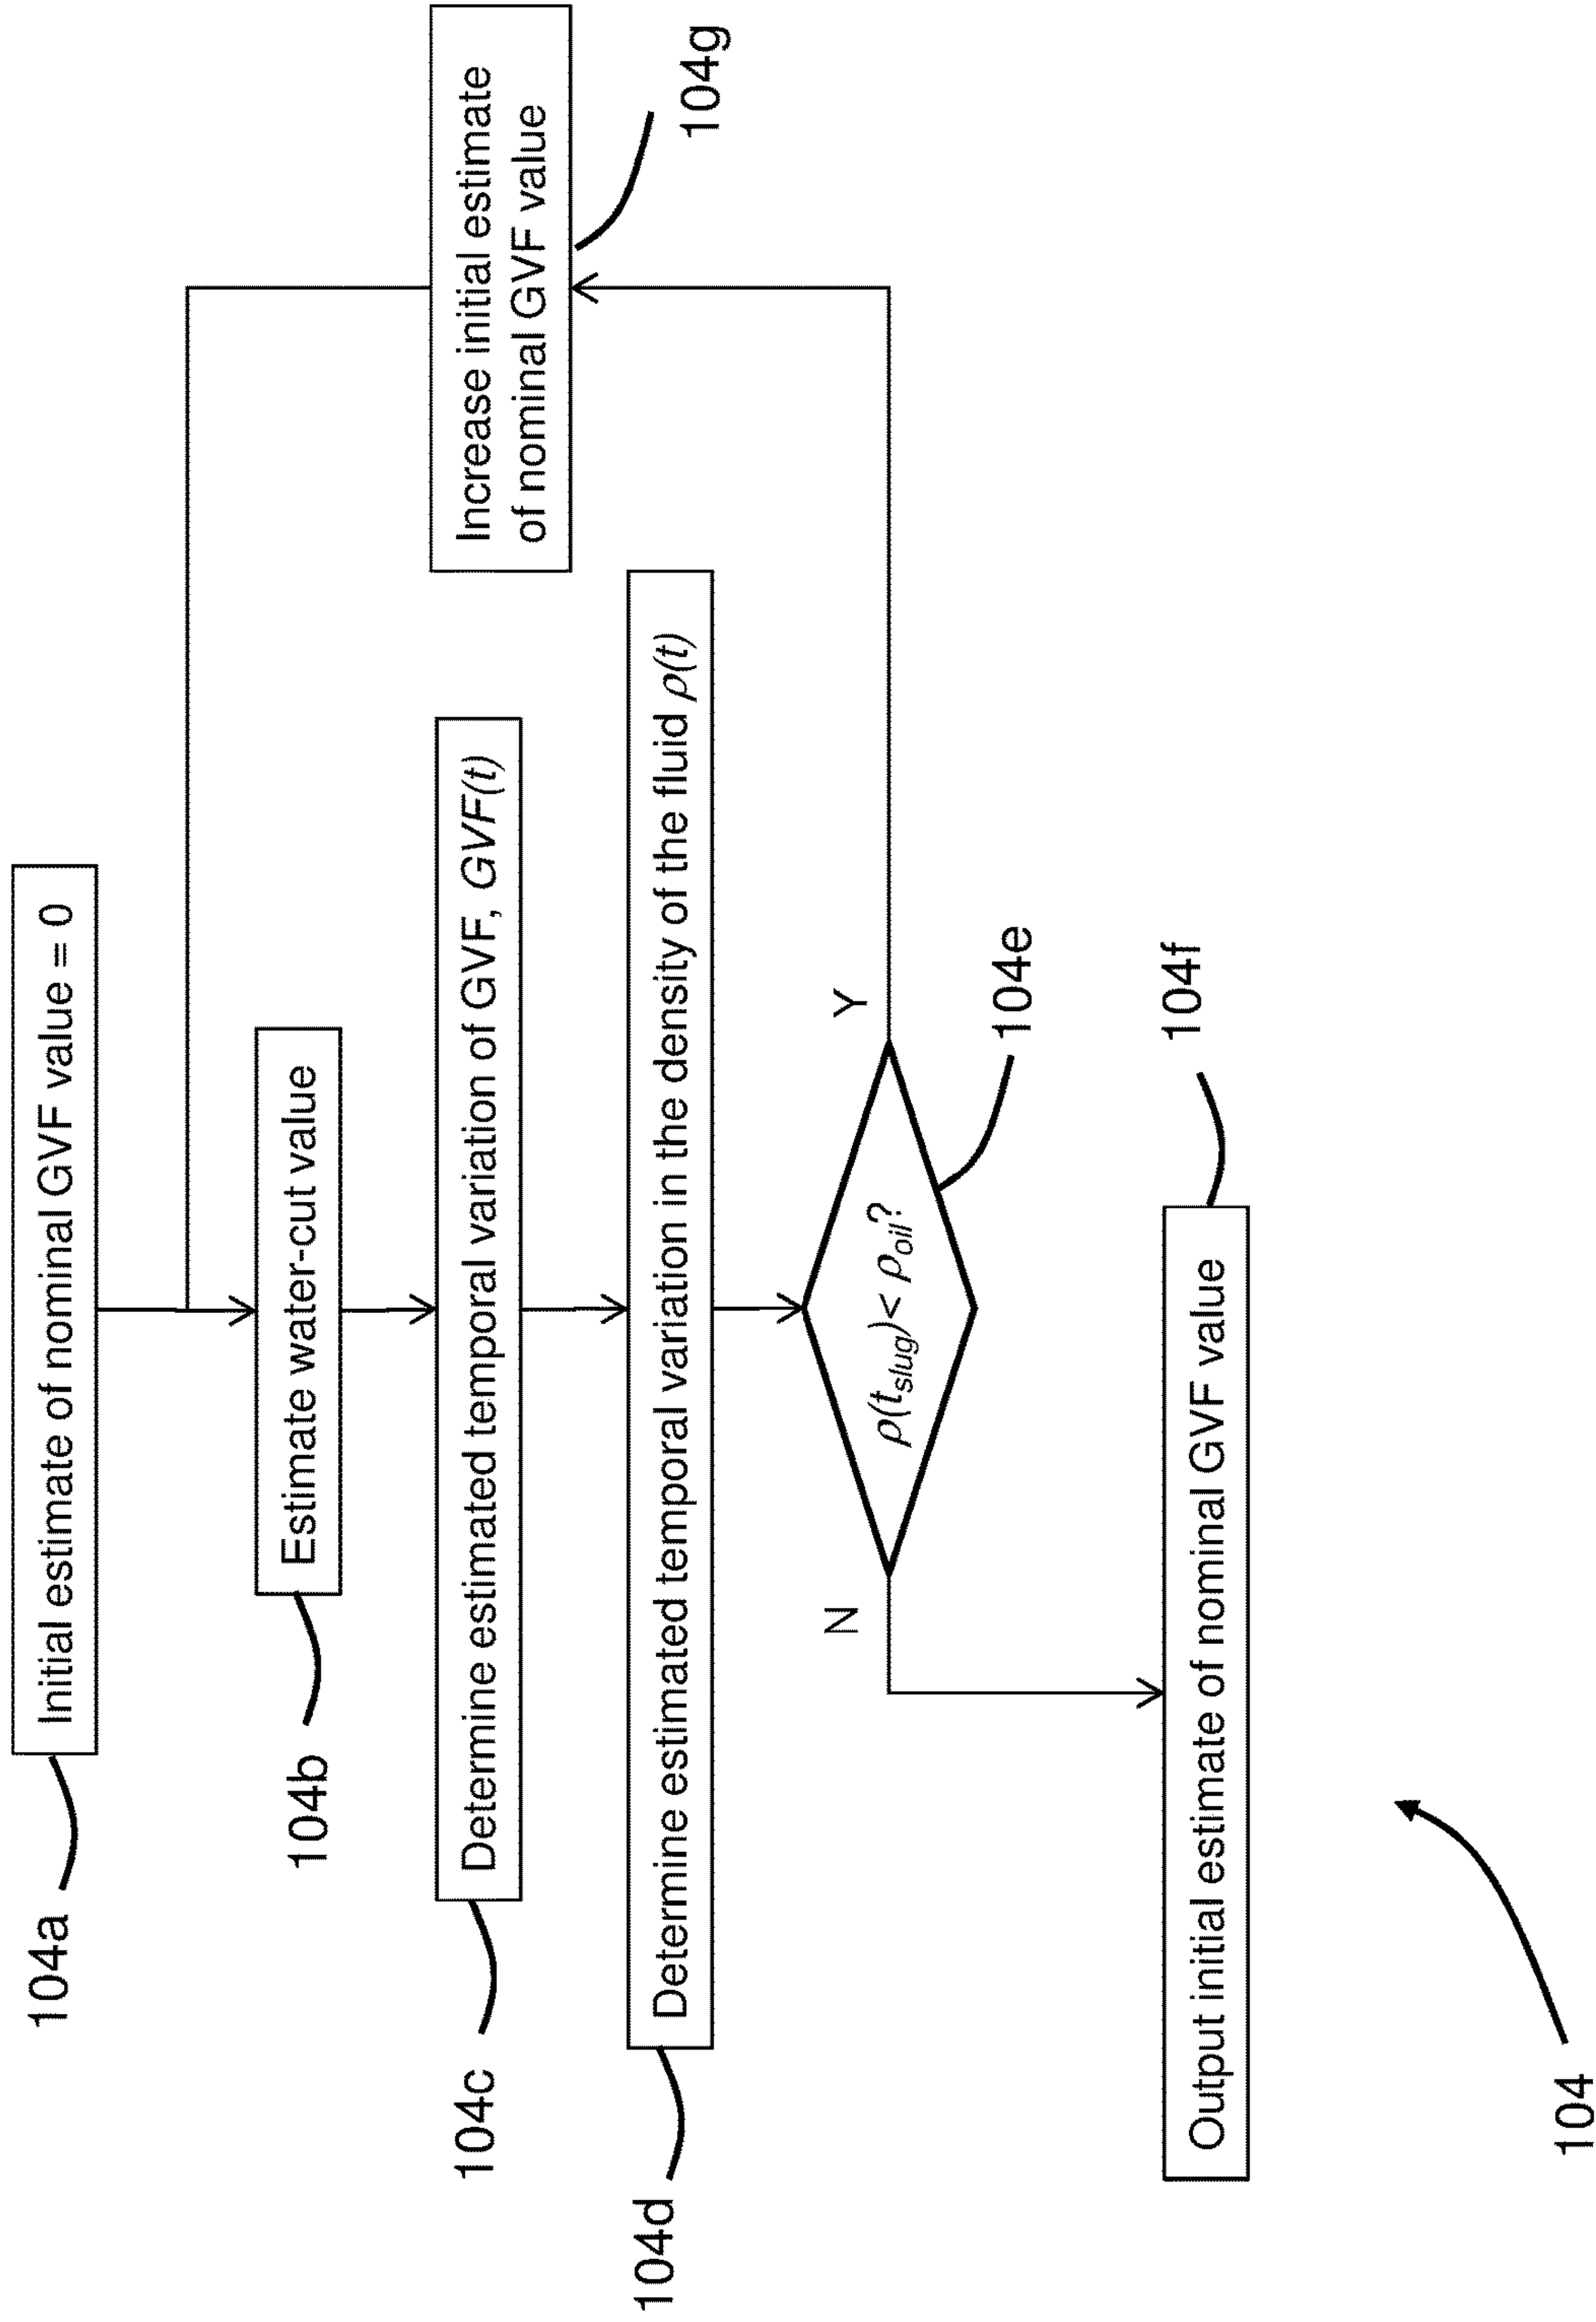 104a
Initial estimate of nominal GVF value = 0
104b
Estimate water-cut value
104c
Determine estimated temporal variation of GVF, GVF(t)
104d
Determine estimated temporal variation in the density of the fluid ρ(t)
Increase initial estimate
of nominal GVF value
104g
N
ρ(t_slug) < ρ_oil?
Y
104e
Output initial estimate of nominal GVF value
104f
104